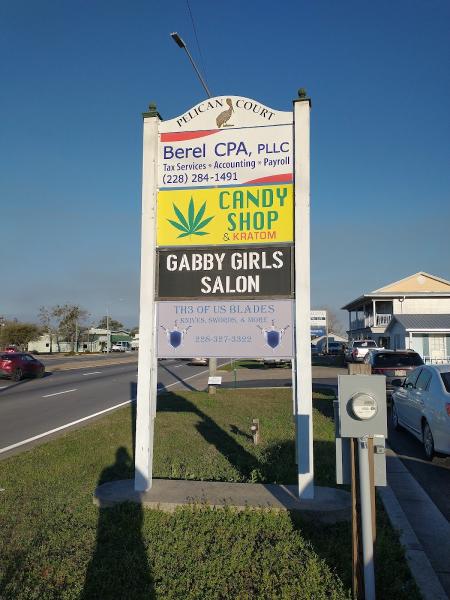 PELICAN COURT
Berel CPA, PLLC
Tax Services • Accounting • Payroll
(228) 284-1491
CANDY
SHOP
& KRATOM
GABBY GIRLS
SALON
TH3 OF US BLADES
KNIVES, SWORDS, & MORE
228-327-3322